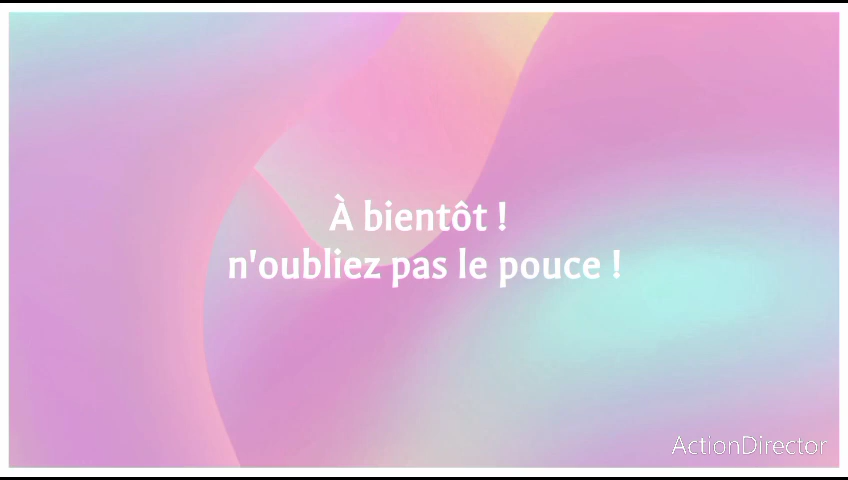 À bientôt !
n'oubliez pas le pouce !
ActionDirector